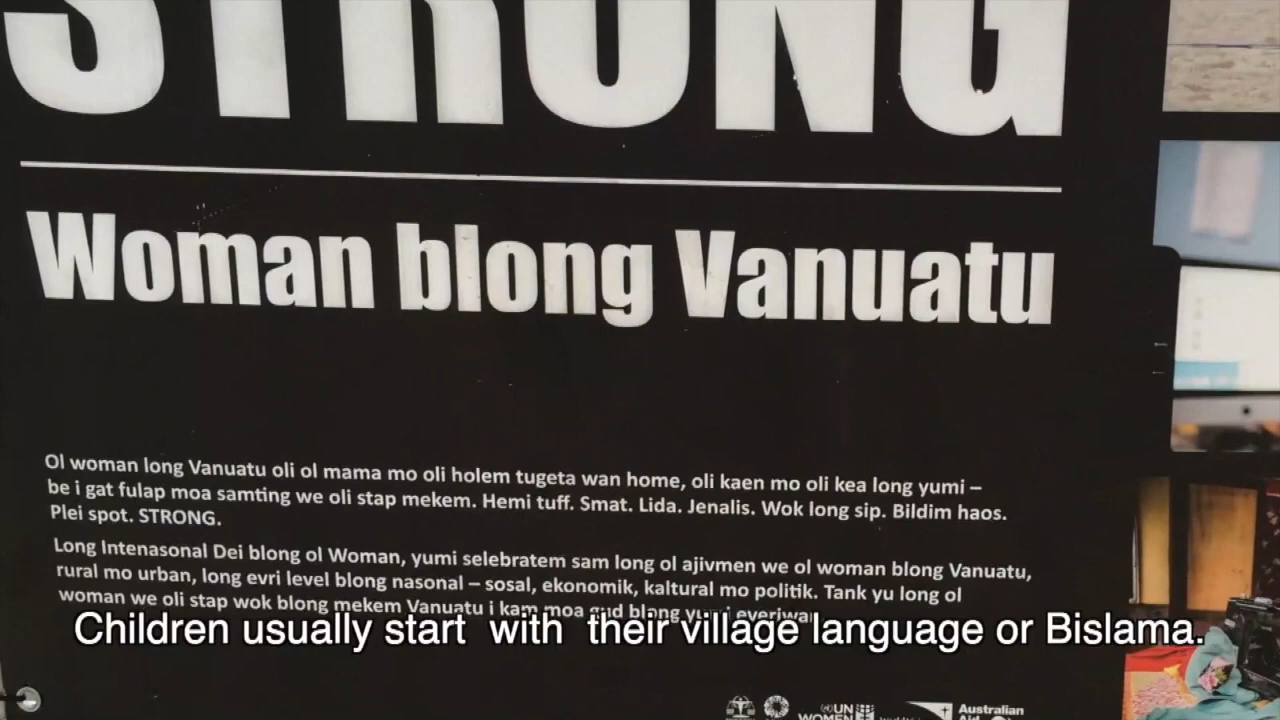 STRONG
Woman blong Vanuatu
Ol woman long Vanuatu oli ol mama mo oli holem tugeta wan home, oli kaen mo oli kea long yumi –
be i gat fulap moa samting we oli stap mekem. Hemi tuff. Smat. Lida. Jenalis. Wok long sip. Bildim haos.
Plei spot. STRONG.
Long Intenasonal Dei blong ol Woman, yumi selebratem sam long ol ajivmen we ol woman blong Vanuatu,
rural mo urban, long evri level blong nasonal – sosal, ekonomik, kaltural mo politik. Tank yu long ol
woman we oli stap wok blong mekem Vanuatu i kam moa gud blong yumi everiwan
Children usually start with their village language or Bislama.
UN
WOMEN
Australian
Aid